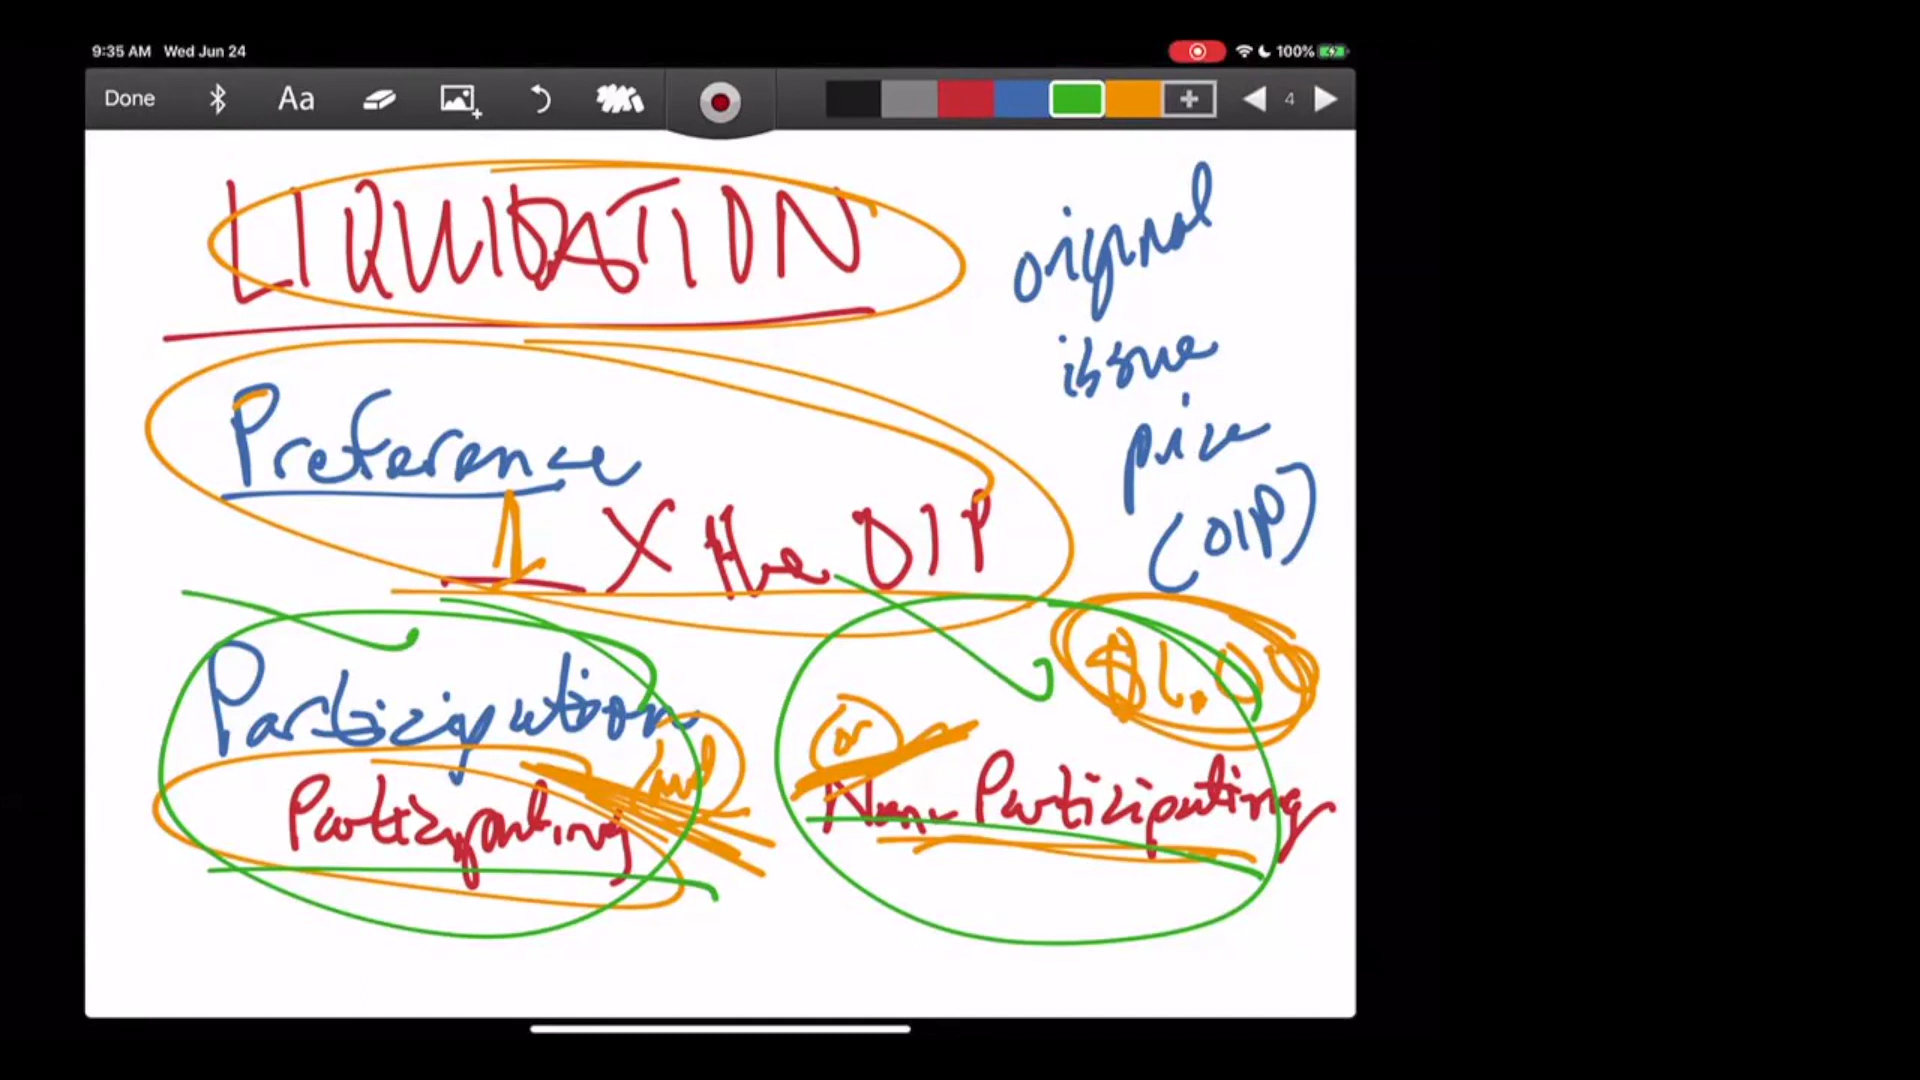 9:35 AM Wed Jun 24
100%
Done
Aa
4
LIQUIDATION
original
issue
price
(OIP)
Preference
1 X the OIP
$1.00
Participation
and
Participating
or
Non-Participating